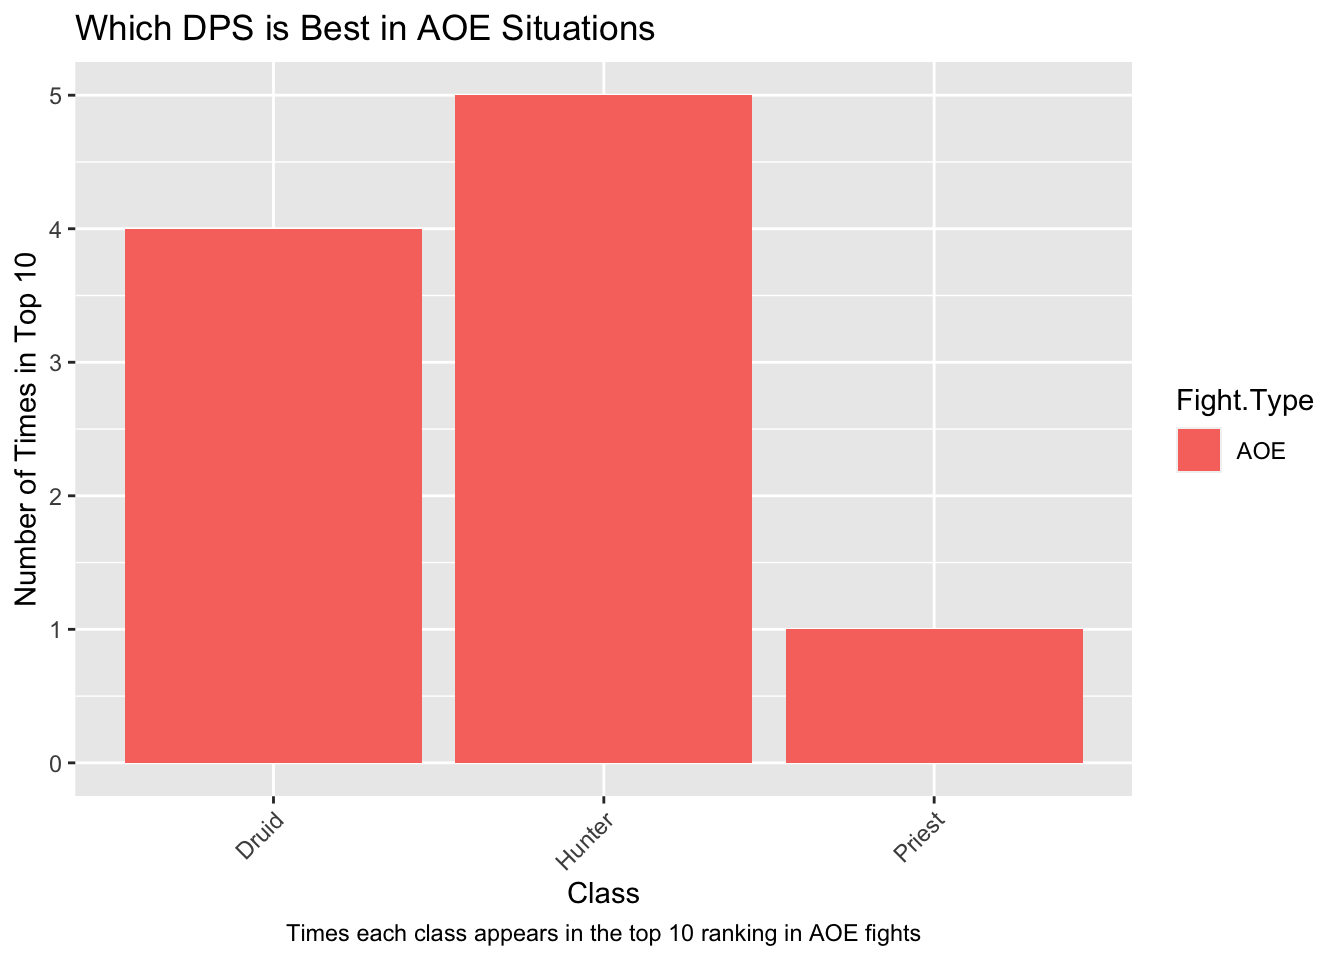 Which DPS is Best in AOE Situations
Number of Times in Top 10
5
4
3
2
1
0
Druid
Hunter
Priest
Class
Times each class appears in the top 10 ranking in AOE fights
Fight.Type
AOE